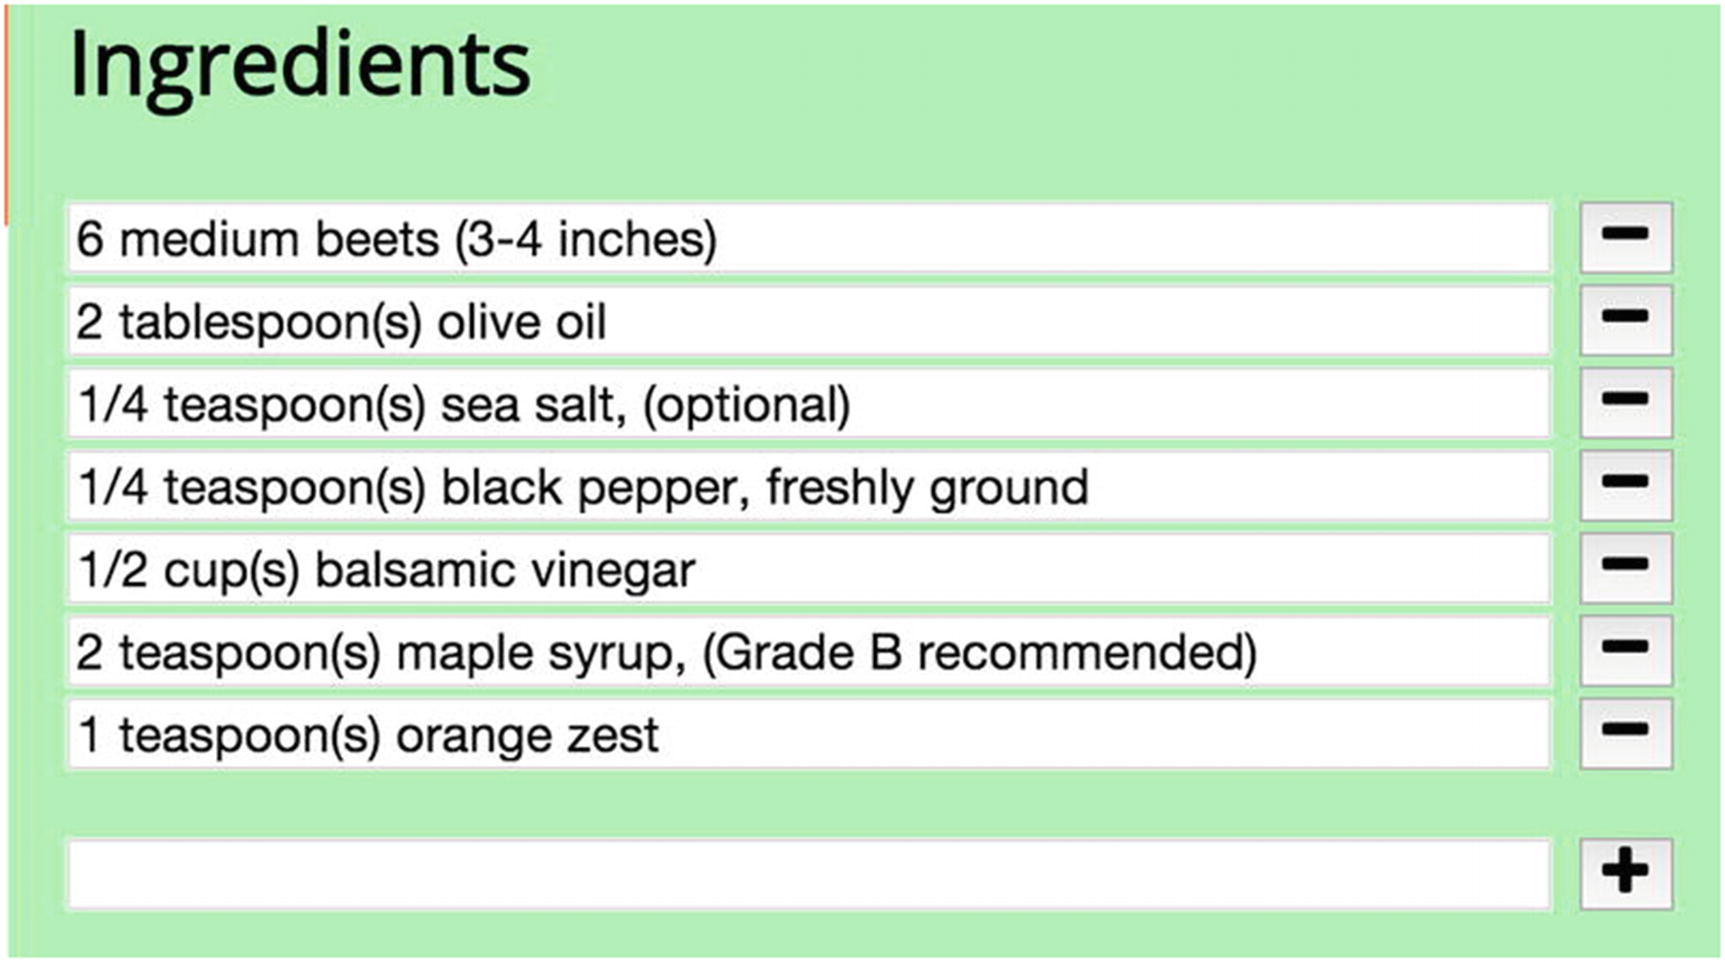 Ingredients
6 medium beets (3-4 inches)
2 tablespoon(s) olive oil
1/4 teaspoon(s) sea salt, (optional)
1/4 teaspoon(s) black pepper, freshly ground
1/2 cup(s) balsamic vinegar
2 teaspoon(s) maple syrup, (Grade B recommended)
1 teaspoon(s) orange zest